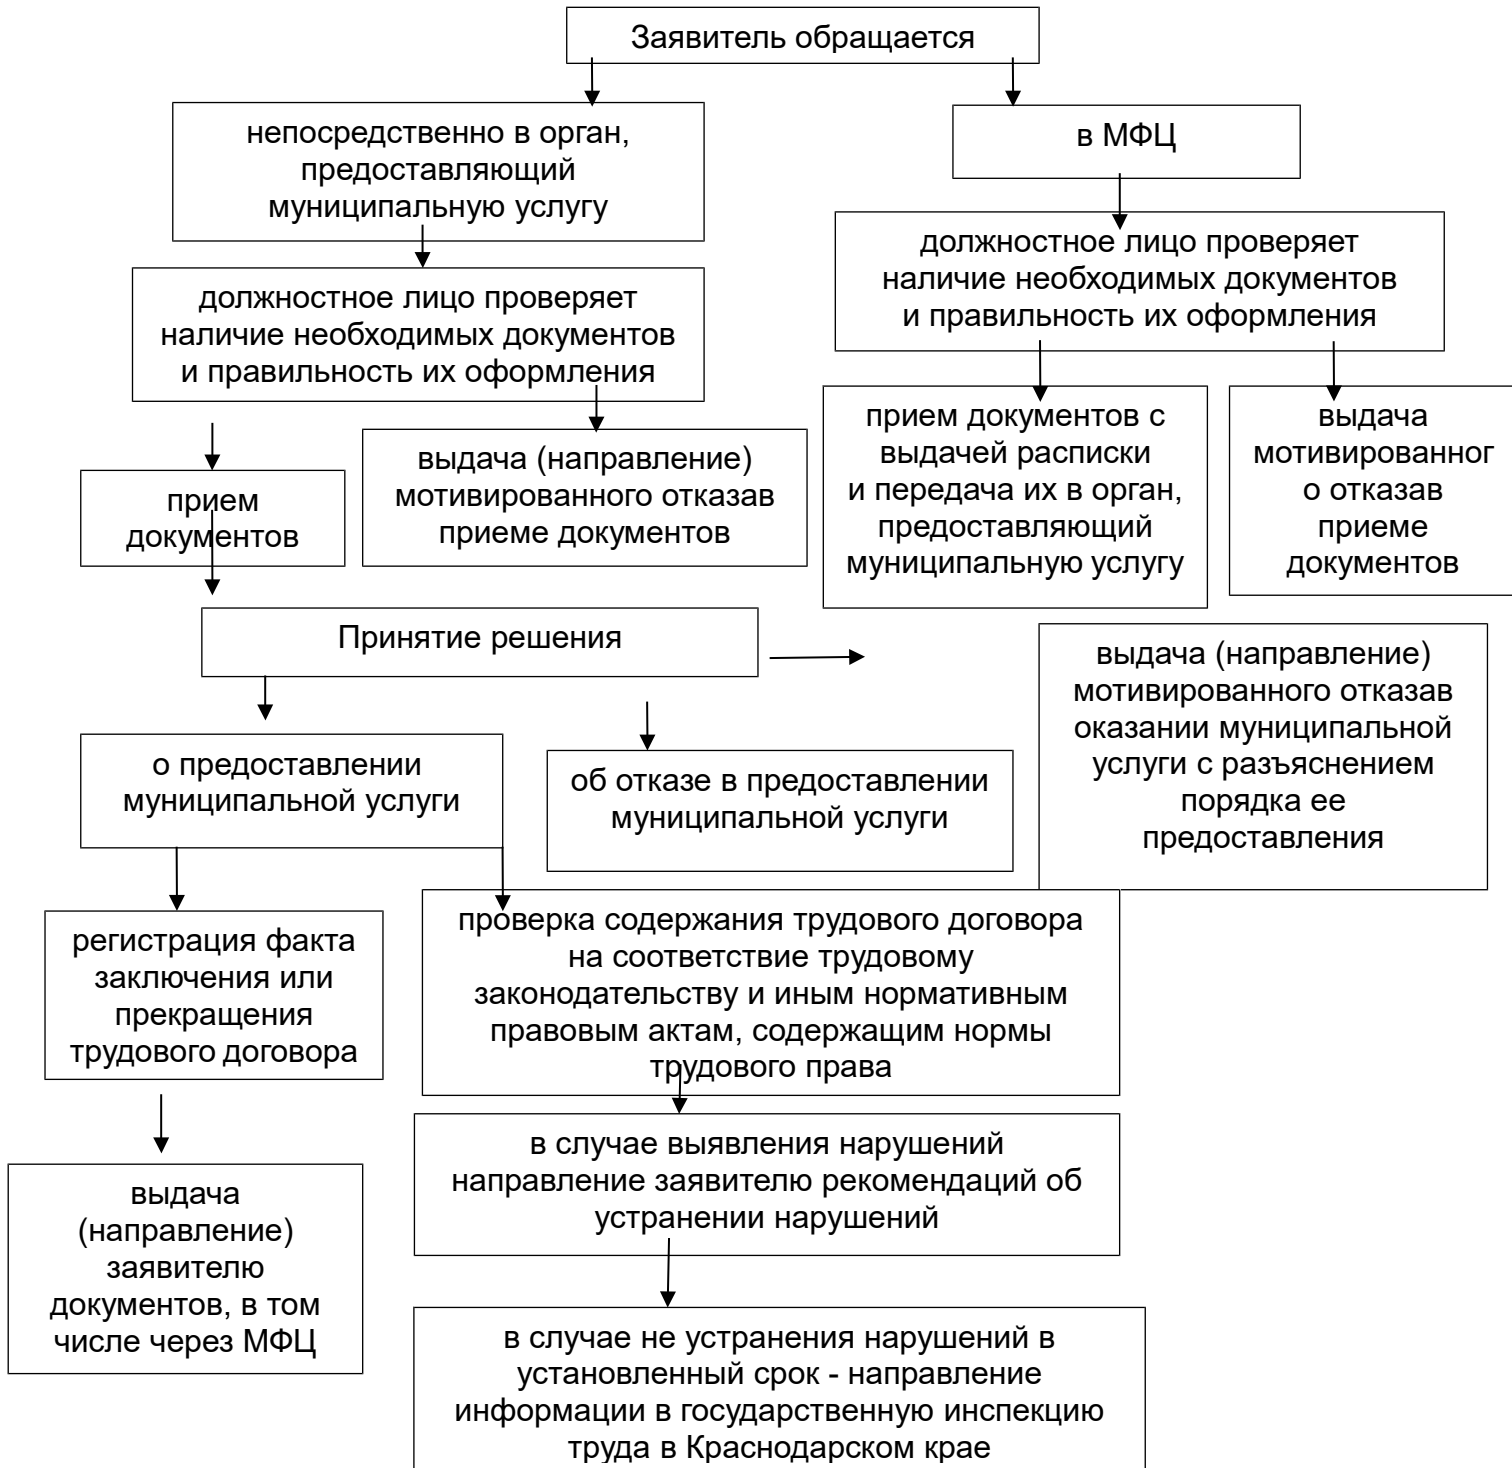 Заявитель обращается
непосредственно в орган,
предоставляющий
муниципальную услугу
в МФЦ
должностное лицо проверяет
наличие необходимых документов
и правильность их оформления
должностное лицо проверяет
наличие необходимых документов
и правильность их оформления
прием
документов
выдача (направление)
мотивированного отказав
приеме документов
прием документов с
выдачей расписки
и передача их в орган,
предоставляющий
муниципальную услугу
выдача
мотивированног
о отказав
приеме
документов
Принятие решения
выдача (направление)
мотивированного отказав
оказании муниципальной
услуги с разъяснением
порядка ее
предоставления
о предоставлении
муниципальной услуги
об отказе в предоставлении
муниципальной услуги
регистрация факта
заключения или
прекращения
трудового договора
проверка содержания трудового договора
на соответствие трудовому
законодательству и иным нормативным
правовым актам, содержащим нормы
трудового права
в случае выявления нарушений
направление заявителю рекомендаций об
устранении нарушений
выдача
(направление)
заявителю
документов, в том
числе через МФЦ
в случае не устранения нарушений в
установленный срок - направление
информации в государственную инспекцию
труда в Краснодарском крае